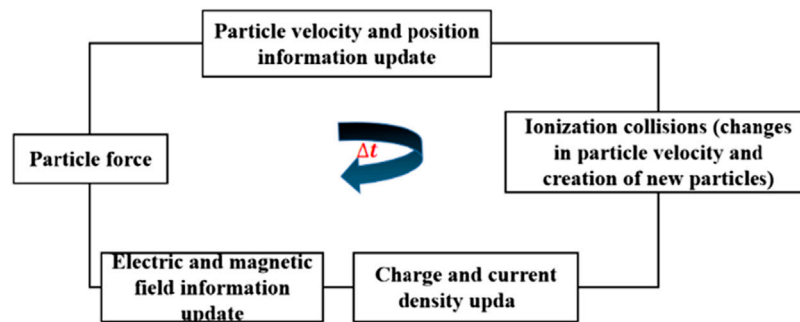 Particle velocity and position
information update
Δt
Ionization collisions (changes
in particle velocity and
creation of new particles)
Particle force
Electric and magnetic
field information
update
Charge and current
density upda